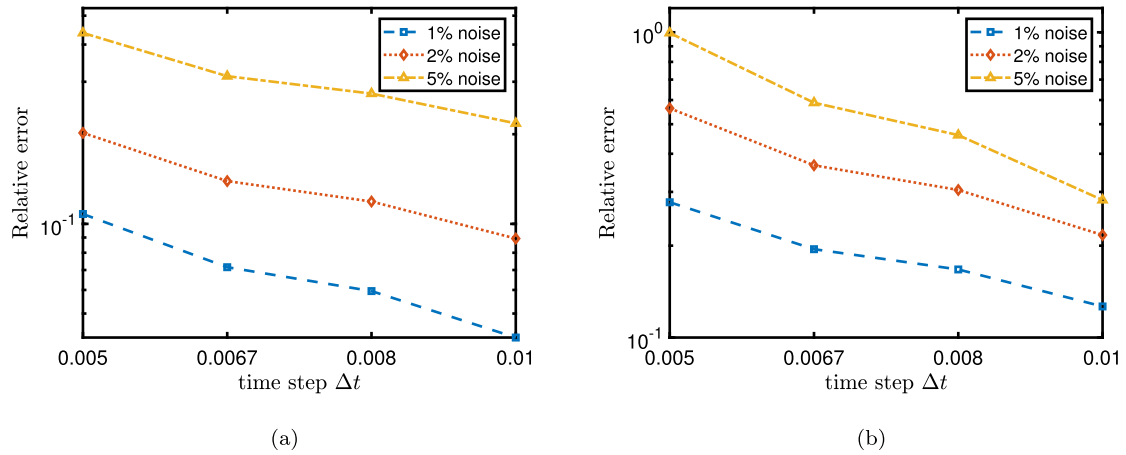 1% noise
2% noise
5% noise
Relative error
10⁻¹
0.005
0.0067
0.008
0.01
time step Δt
(a)
1% noise
2% noise
5% noise
Relative error
10⁰
10⁻¹
0.005
0.0067
0.008
0.01
time step Δt
(b)